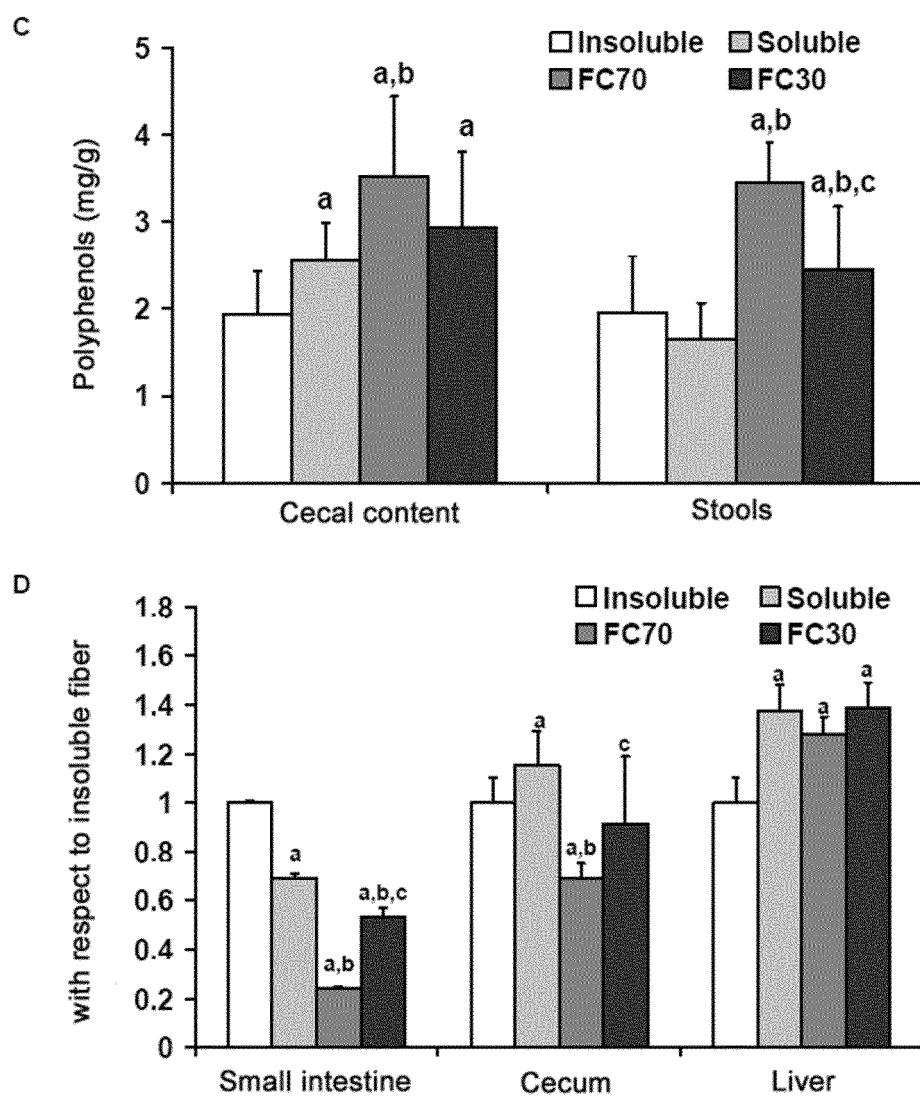 C
Insoluble Soluble
FC70 FC30
Polyphenols (mg/g)
5
4
3
2
1
0
a
a,b
a
a,b
a,b,c
Cecal content Stools
D
Insoluble Soluble
FC70 FC30
with respect to insoluble fiber
1.8
1.6
1.4
1.2
1
0.8
0.6
0.4
0.2
0
a
a,b
a,b,c
a
a,b
c
a
a
a
Small intestine Cecum Liver